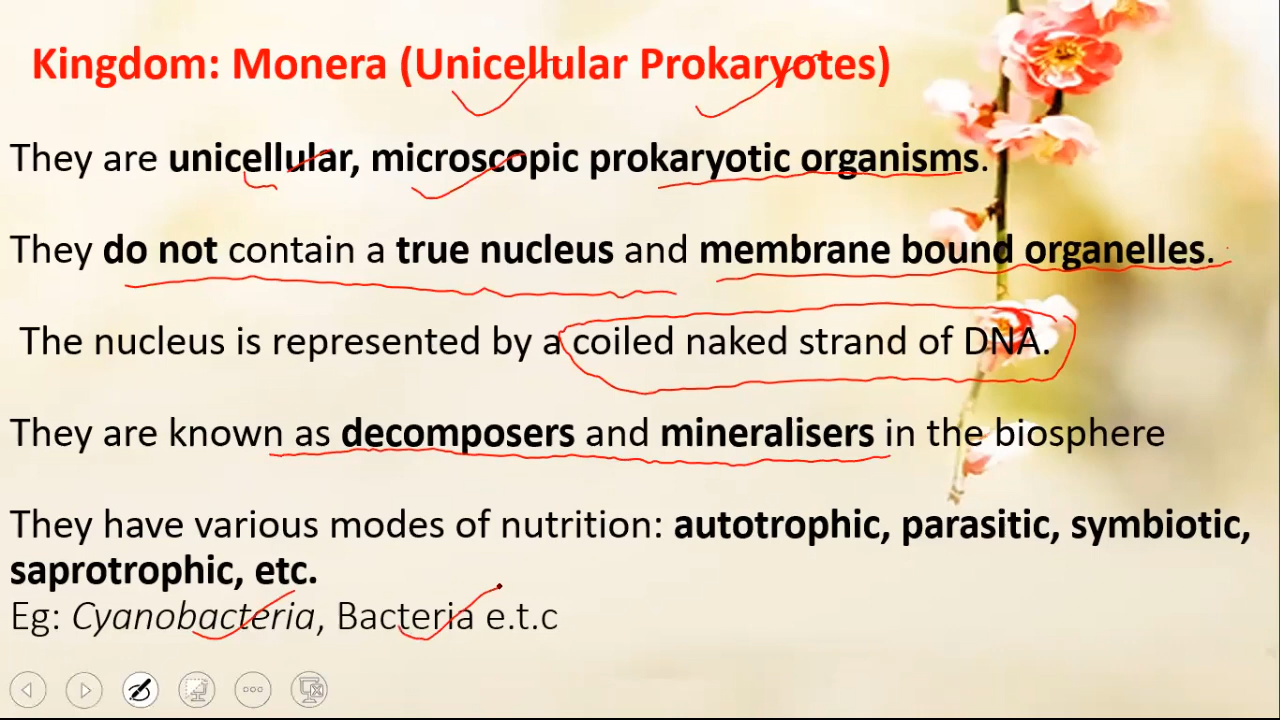 Kingdom: Monera (Unicellular Prokaryotes)
They are unicellular, microscopic prokaryotic organisms.
They do not contain a true nucleus and membrane bound organelles.
The nucleus is represented by a coiled naked strand of DNA.
They are known as decomposers and mineralisers in the biosphere
They have various modes of nutrition: autotrophic, parasitic, symbiotic,
saprotrophic, etc.
Eg: Cyanobacteria, Bacteria e.t.c